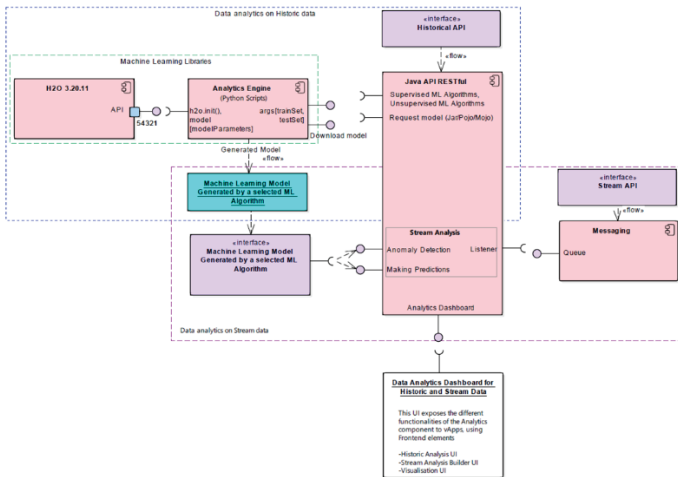 Data analytics on Historic data
«interface»
Historical API
«flow»
Machine Learning Libraries
H2O 3.20.11
API
54321
Analytics Engine
(Python Scripts)
h2o.init(), args[trainSet,
model testSet]
[modelParameters]
Download model
Java API RESTful
Supervised ML Algorithms,
Unsupervised ML Algorithms
Request model (Jar/Pojo/Mojo)
Generated Model
«flow»
Machine Learning Model
Generated by a selected ML
Algorithm
«interface»
Stream API
«flow»
«interface»
Machine Learning Model
Generated by a selected ML
Algorithm
Stream Analysis
Anomaly Detection
Listener
Making Predictions
Messaging
Queue
Analytics Dashboard
Data analytics on Stream data
Data Analytics Dashboard for
Historic and Stream Data
This UI exposes the different
functionalities of the Analytics
component to vApps, using
Frontend elements
-Historic Analysis UI
-Stream Analysis Builder UI
-Visualisation UI